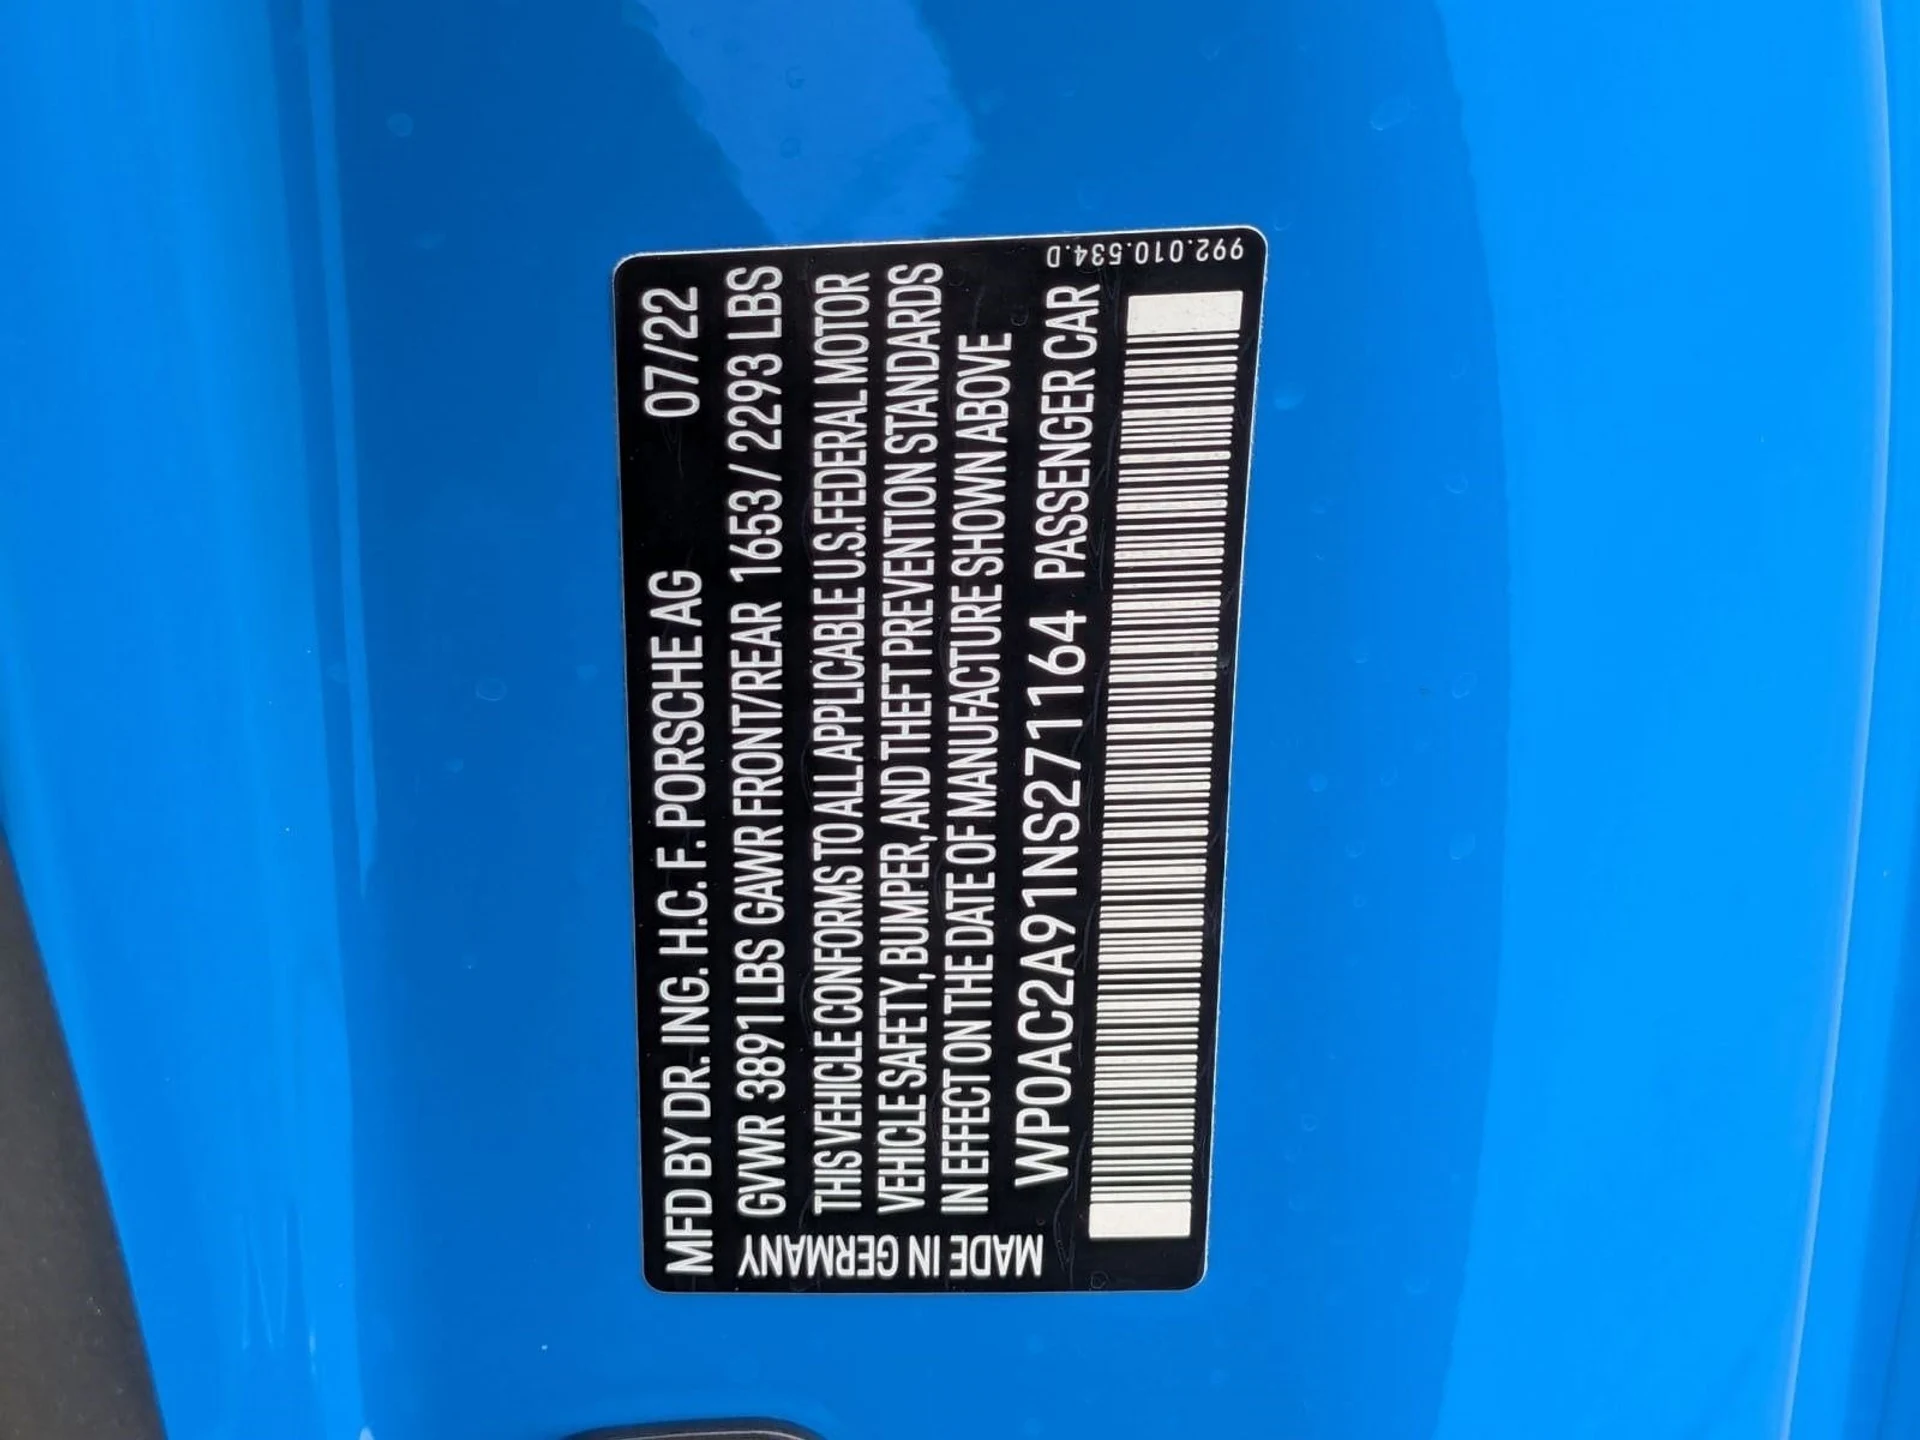 MFD BY DR. ING. H.C. F. PORSCHE AG 07/22
GVWR 3891 LBS GAWR FRONT/REAR 1653 / 2293 LBS
THIS VEHICLE CONFORMS TO ALL APPLICABLE U.S. FEDERAL MOTOR
VEHICLE SAFETY, BUMPER, AND THEFT PREVENTION STANDARDS
IN EFFECT ON THE DATE OF MANUFACTURE SHOWN ABOVE
WP0AC2A91NS271164 PASSENGER CAR
MADE IN GERMANY
992.010.534.D